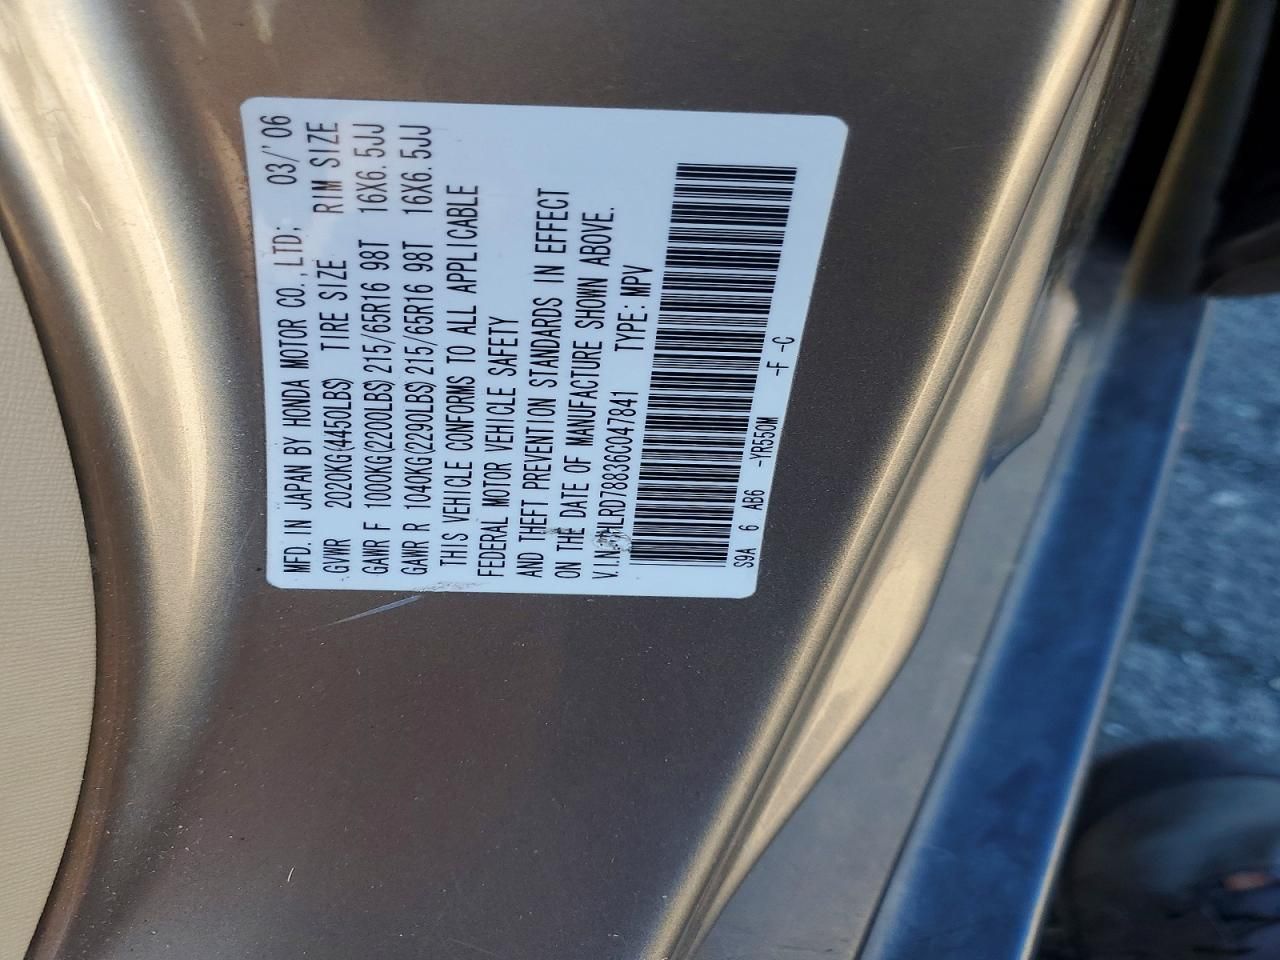 MFD. IN JAPAN BY HONDA MOTOR CO., LTD; 03/'06
GVWR 2020KG(4450LBS) TIRE SIZE RIM SIZE
GAWR F 1000KG(2200LBS) 215/65R16 98T 16X6.5JJ
GAWR R 1040KG(2290LBS) 215/65R16 98T 16X6.5JJ
THIS VEHICLE CONFORMS TO ALL APPLICABLE
FEDERAL MOTOR VEHICLE SAFETY
AND THEFT PREVENTION STANDARDS IN EFFECT
ON THE DATE OF MANUFACTURE SHOWN ABOVE.
V.I.N. TYPE: MPV
S9A 6 AB6 -YR550M -F -C